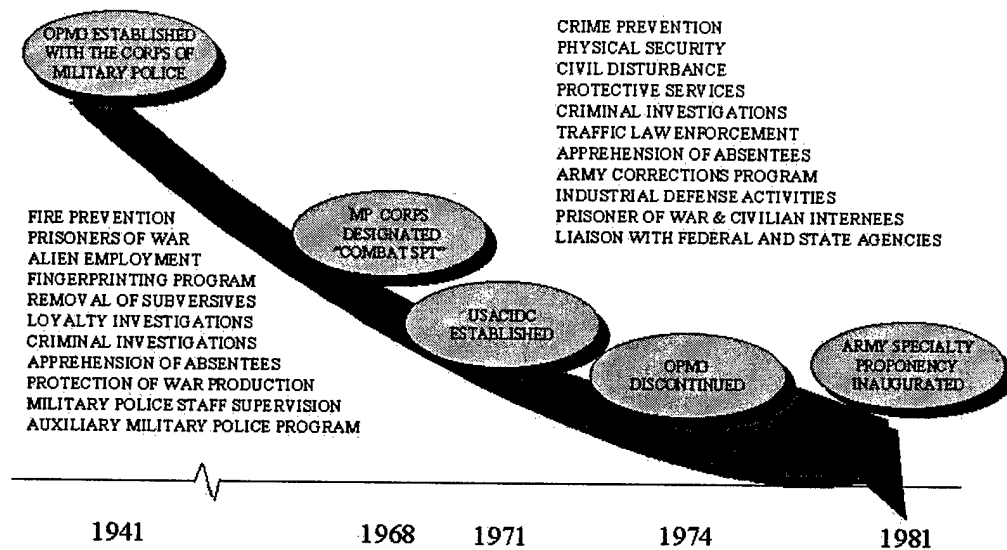 OPMG ESTABLISHED
WITH THE CORPS OF
MILITARY POLICE
CRIME PREVENTION
PHYSICAL SECURITY
CIVIL DISTURBANCE
PROTECTIVE SERVICES
CRIMINAL INVESTIGATIONS
TRAFFIC LAW ENFORCEMENT
APPREHENSION OF ABSENTEES
ARMY CORRECTIONS PROGRAM
INDUSTRIAL DEFENSE ACTIVITIES
PRISONER OF WAR & CIVILIAN INTERNEES
LIAISON WITH FEDERAL AND STATE AGENCIES
FIRE PREVENTION
PRISONERS OF WAR
ALIEN EMPLOYMENT
FINGERPRINTING PROGRAM
REMOVAL OF SUBVERSIVES
LOYALTY INVESTIGATIONS
CRIMINAL INVESTIGATIONS
APPREHENSION OF ABSENTEES
PROTECTION OF WAR PRODUCTION
MILITARY POLICE STAFF SUPERVISION
AUXILIARY MILITARY POLICE PROGRAM
MP CORPS
DESIGNATED
"COMBAT SPT"
USACIDC
ESTABLISHED
OPMG
DISCONTINUED
ARMY SPECIALTY
PROPONENCY
INAUGURATED
1941 1968 1971 1974 1981